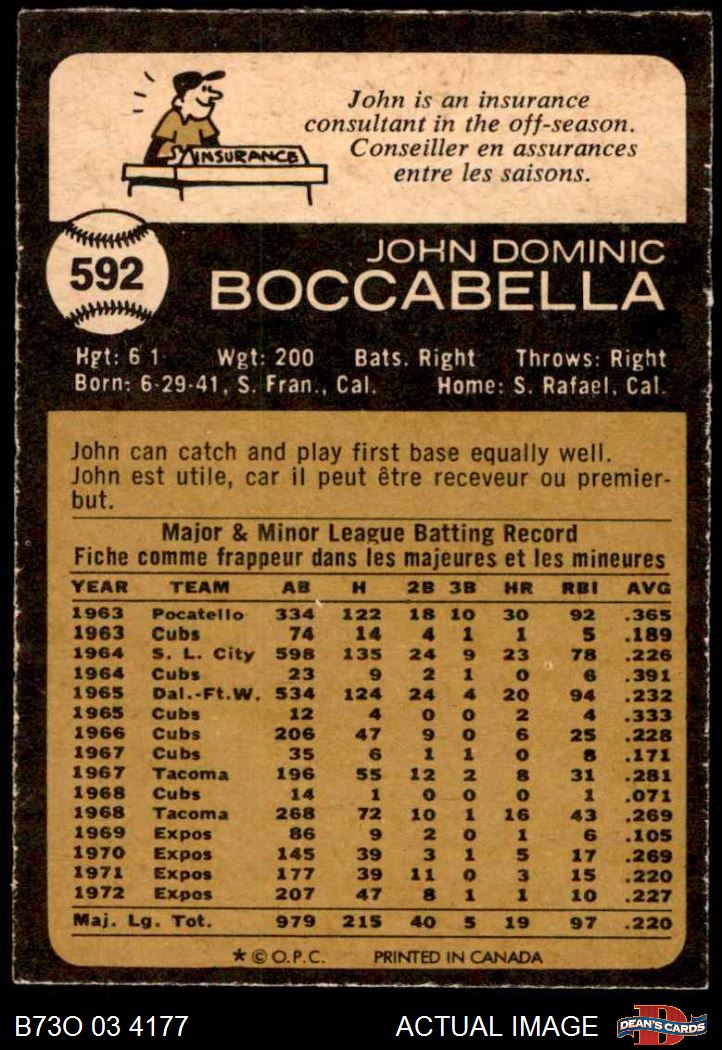 John is an insurance
consultant in the off-season.
Conseiller en assurances
entre les saisons.
INSURANCE
592
JOHN DOMINIC
BOCCABELLA
Hgt: 6 1 Wgt: 200 Bats. Right Throws: Right
Born: 6-29-41, S. Fran., Cal. Home: S. Rafael, Cal.
John can catch and play first base equally well.
John est utile, car il peut être receveur ou premier-
but.
Major & Minor League Batting Record
Fiche comme frappeur dans les majeures et les mineures
YEAR TEAM AB H 2B 3B HR RBI AVG
1963 Pocatello 334 122 18 10 30 92 .365
1963 Cubs 74 14 4 1 1 5 .189
1964 S. L. City 598 135 24 9 23 78 .226
1964 Cubs 23 9 2 1 0 6 .391
1965 Dal.-Ft.W. 534 124 24 4 20 94 .232
1965 Cubs 12 4 0 0 2 4 .333
1966 Cubs 206 47 9 0 6 25 .228
1967 Cubs 35 6 1 1 0 8 .171
1967 Tacoma 196 55 12 2 8 31 .281
1968 Cubs 14 1 0 0 0 1 .071
1968 Tacoma 268 72 10 1 16 43 .269
1969 Expos 86 9 2 0 1 6 .105
1970 Expos 145 39 3 1 5 17 .269
1971 Expos 177 39 11 0 3 15 .220
1972 Expos 207 47 8 1 1 10 .227
Maj. Lg. Tot. 979 215 40 5 19 97 .220
* © O.P.C. PRINTED IN CANADA
B73O 03 4177 ACTUAL IMAGE D DEAN'S CARDS